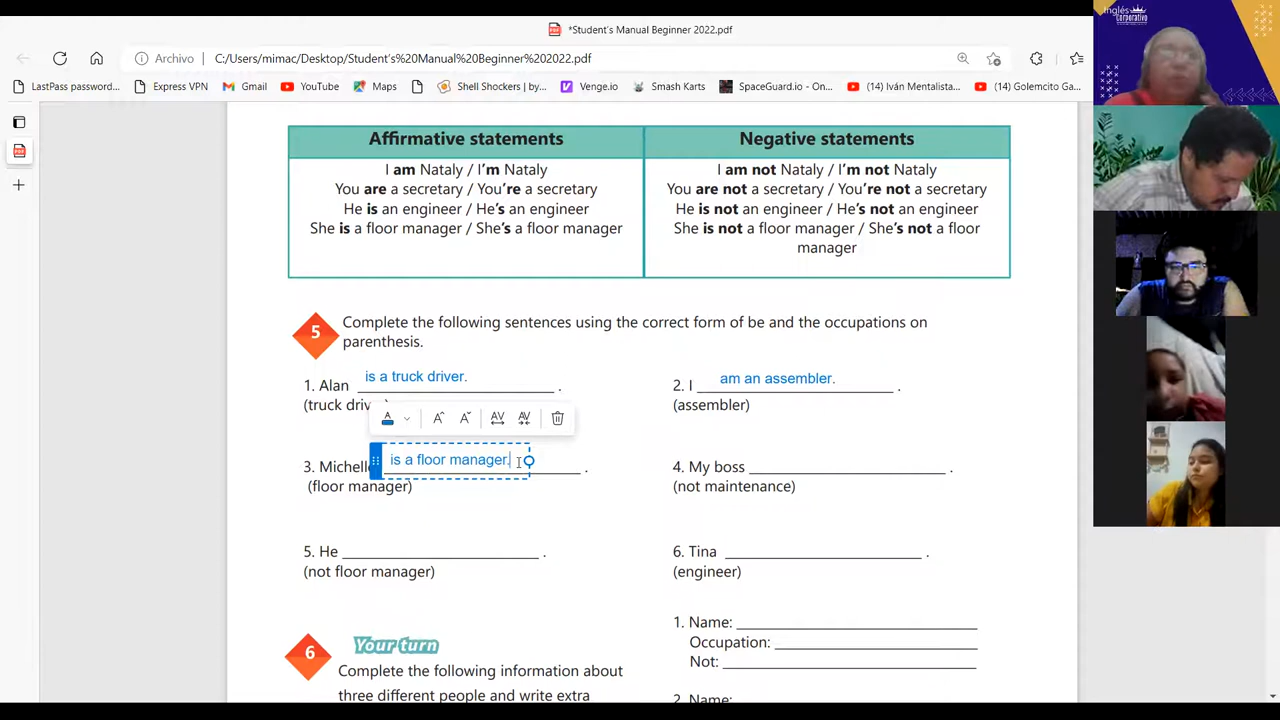 *Student's Manual Beginner 2022.pdf
Archivo C:/Users/mimac/Desktop/Student's%20Manual%20Beginner%202022.pdf
LastPass password... Express VPN Gmail YouTube Maps Shell Shockers | by... Venge.io Smash Karts SpaceGuard.io - On... (14) Iván Mentalista... (14) Golemcito Ga...
Inglés
Corporativo
Affirmative statements Negative statements
I am Nataly / I'm Nataly I am not Nataly / I'm not Nataly
You are a secretary / You're a secretary You are not a secretary / You're not a secretary
He is an engineer / He's an engineer He is not an engineer / He's not an engineer
She is a floor manager / She's a floor manager She is not a floor manager / She's not a floor
manager
5 Complete the following sentences using the correct form of be and the occupations on
parenthesis.
1. Alan is a truck driver. . 2. I am an assembler. .
(truck driv (assembler)
3. Michelle is a floor manager. . 4. My boss .
(floor manager) (not maintenance)
5. He . 6. Tina .
(not floor manager) (engineer)
6 Your turn
Complete the following information about
three different people and write extra
1. Name:
Occupation:
Not:
2. Name: